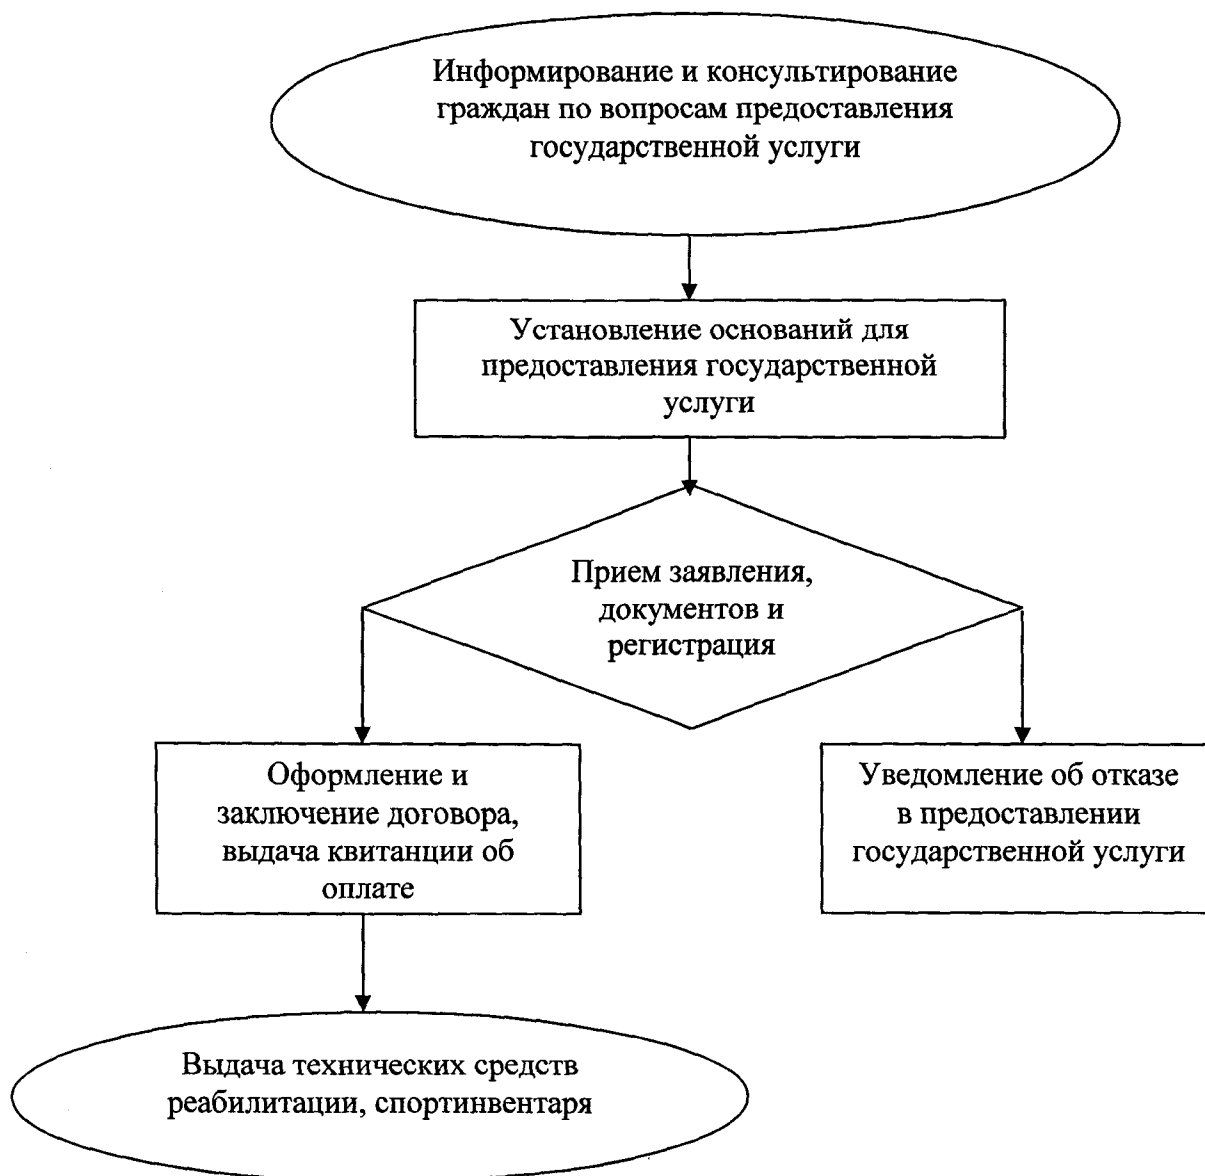 Информирование и консультирование
граждан по вопросам предоставления
государственной услуги
Установление оснований для
предоставления государственной
услуги
Прием заявления,
документов и
регистрация
Оформление и
заключение договора,
выдача квитанции об
оплате
Уведомление об отказе
в предоставлении
государственной услуги
Выдача технических средств
реабилитации, спортинвентаря